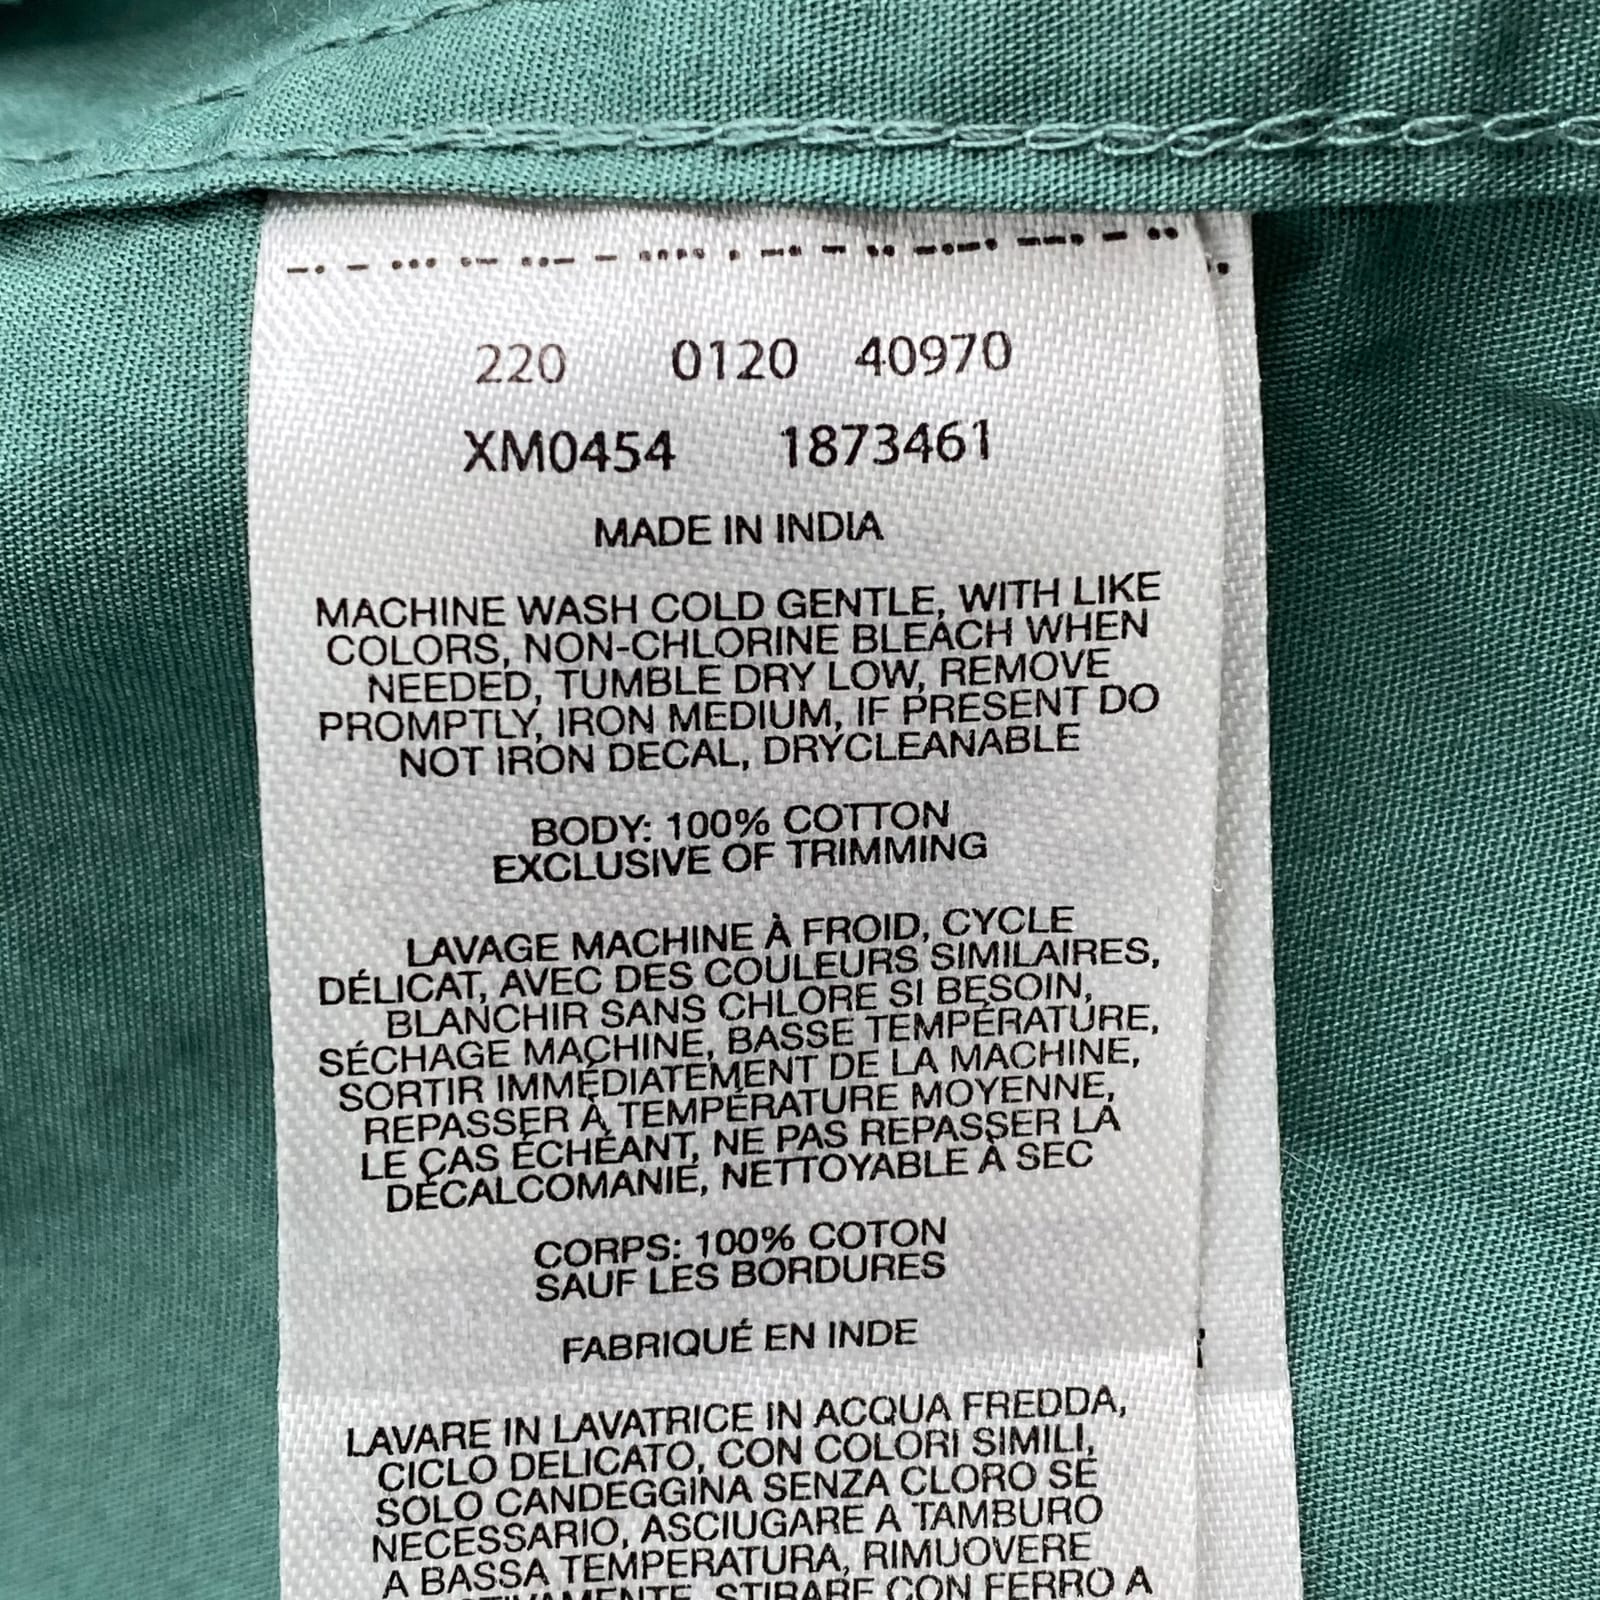 220 0120 40970
XM0454 1873461
MADE IN INDIA
MACHINE WASH COLD GENTLE, WITH LIKE
COLORS, NON-CHLORINE BLEACH WHEN
NEEDED, TUMBLE DRY LOW, REMOVE
PROMPTLY, IRON MEDIUM, IF PRESENT DO
NOT IRON DECAL, DRYCLEANABLE
BODY: 100% COTTON
EXCLUSIVE OF TRIMMING
LAVAGE MACHINE À FROID, CYCLE
DÉLICAT, AVEC DES COULEURS SIMILAIRES,
BLANCHIR SANS CHLORE SI BESOIN,
SÉCHAGE MACHINE, BASSE TEMPÉRATURE,
SORTIR IMMÉDIATEMENT DE LA MACHINE,
REPASSER À TEMPÉRATURE MOYENNE,
LE CAS ÉCHÉANT, NE PAS REPASSER LA
DÉCALCOMANIE, NETTOYABLE À SEC
CORPS: 100% COTON
SAUF LES BORDURES
FABRIQUÉ EN INDE
LAVARE IN LAVATRICE IN ACQUA FREDDA,
CICLO DELICATO, CON COLORI SIMILI,
SOLO CANDEGGINA SENZA CLORO SE
NECESSARIO, ASCIUGARE A TAMBURO
A BASSA TEMPERATURA, RIMUOVERE
STIRARE CON FERRO A